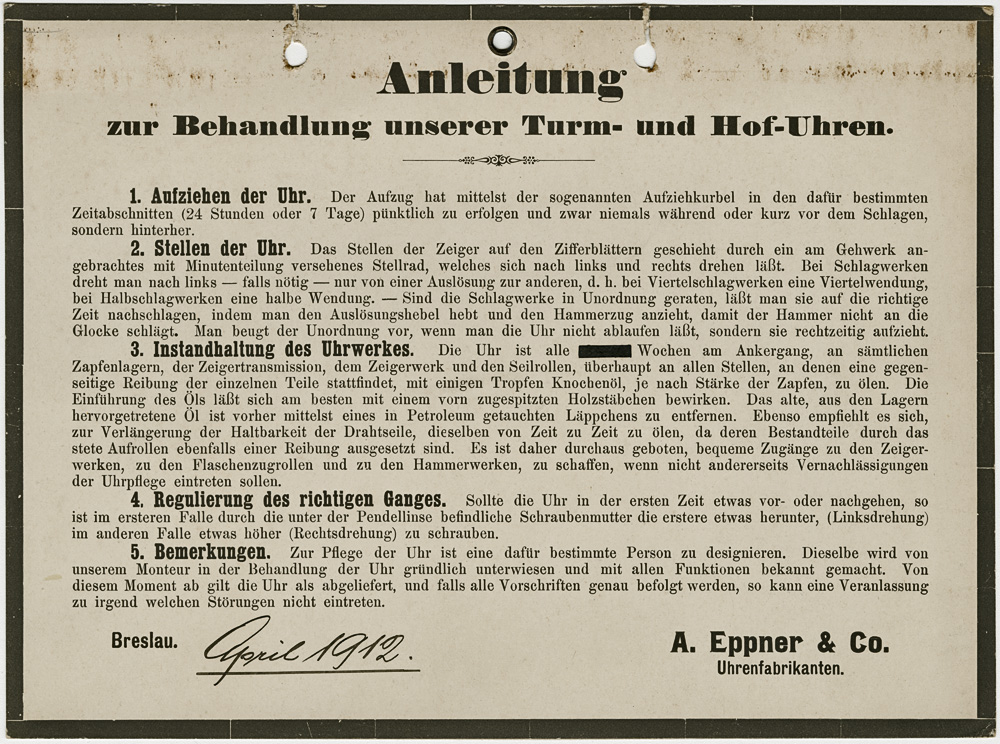 Anleitung
zur Behandlung unserer Turm- und Hof-Uhren.
1. Aufziehen der Uhr. Der Aufzug hat mittelst der sogenannten Aufziehkurbel in den dafür bestimmten
Zeitabschnitten (24 Stunden oder 7 Tage) pünktlich zu erfolgen und zwar niemals während oder kurz vor dem Schlagen,
sondern hinterher.
2. Stellen der Uhr. Das Stellen der Zeiger auf den Zifferblättern geschieht durch ein am Gehwerk an-
gebrachtes mit Minutenteilung versehenes Stellrad, welches sich nach links und rechts drehen läßt. Bei Schlagwerken
dreht man nach links — falls nötig — nur von einer Auslösung zur anderen, d. h. bei Viertelschlagwerken eine Viertelwendung,
bei Halbschlagwerken eine halbe Wendung. — Sind die Schlagwerke in Unordnung geraten, läßt man sie auf die richtige
Zeit nachschlagen, indem man den Auslösungshebel hebt und den Hammerzug anzieht, damit der Hammer nicht an die
Glocke schlägt. Man beugt der Unordnung vor, wenn man die Uhr nicht ablaufen läßt, sondern sie rechtzeitig aufzieht.
3. Instandhaltung des Uhrwerkes. Die Uhr ist alle Wochen am Ankergang, an sämtlichen
Zapfenlagern, der Zeigertransmission, dem Zeigerwerk und den Seilrollen, überhaupt an allen Stellen, an denen eine gegen-
seitige Reibung der einzelnen Teile stattfindet, mit einigen Tropfen Knochenöl, je nach Stärke der Zapfen, zu ölen. Die
Einführung des Öls läßt sich am besten mit einem vorn zugespitzten Holzstäbchen bewirken. Das alte, aus den Lagern
hervorgetretene Öl ist vorher mittelst eines in Petroleum getauchten Läppchens zu entfernen. Ebenso empfiehlt es sich,
zur Verlängerung der Haltbarkeit der Drahtseile, dieselben von Zeit zu Zeit zu ölen, da deren Bestandteile durch das
stete Aufrollen ebenfalls einer Reibung ausgesetzt sind. Es ist daher durchaus geboten, bequeme Zugänge zu den Zeiger-
werken, zu den Flaschenzugrollen und zu den Hammerwerken, zu schaffen, wenn nicht andererseits Vernachlässigungen
der Uhrpflege eintreten sollen.
4. Regulierung des richtigen Ganges. Sollte die Uhr in der ersten Zeit etwas vor- oder nachgehen, so
ist im ersteren Falle durch die unter der Pendellinse befindliche Schraubenmutter die erstere etwas herunter, (Linksdrehung)
im anderen Falle etwas höher (Rechtsdrehung) zu schrauben.
5. Bemerkungen. Zur Pflege der Uhr ist eine dafür bestimmte Person zu designieren. Dieselbe wird von
unserem Monteur in der Behandlung der Uhr gründlich unterwiesen und mit allen Funktionen bekannt gemacht. Von
diesem Moment ab gilt die Uhr als abgeliefert, und falls alle Vorschriften genau befolgt werden, so kann eine Veranlassung
zu irgend welchen Störungen nicht eintreten.
Breslau. April 1912. A. Eppner & Co.
Uhrenfabrikanten.